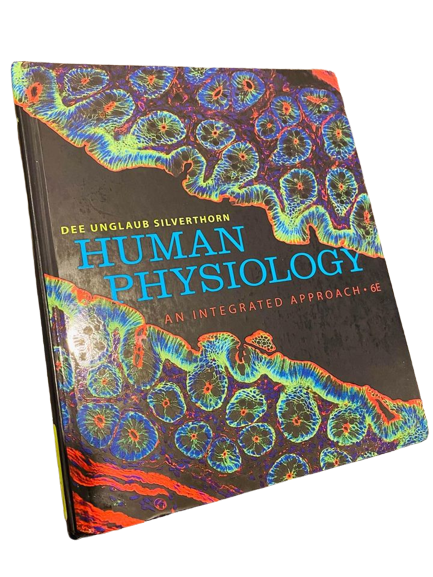 DEE UNGLAUB SILVERTHORN
HUMAN
PHYSIOLOGY
AN INTEGRATED APPROACH • 6E